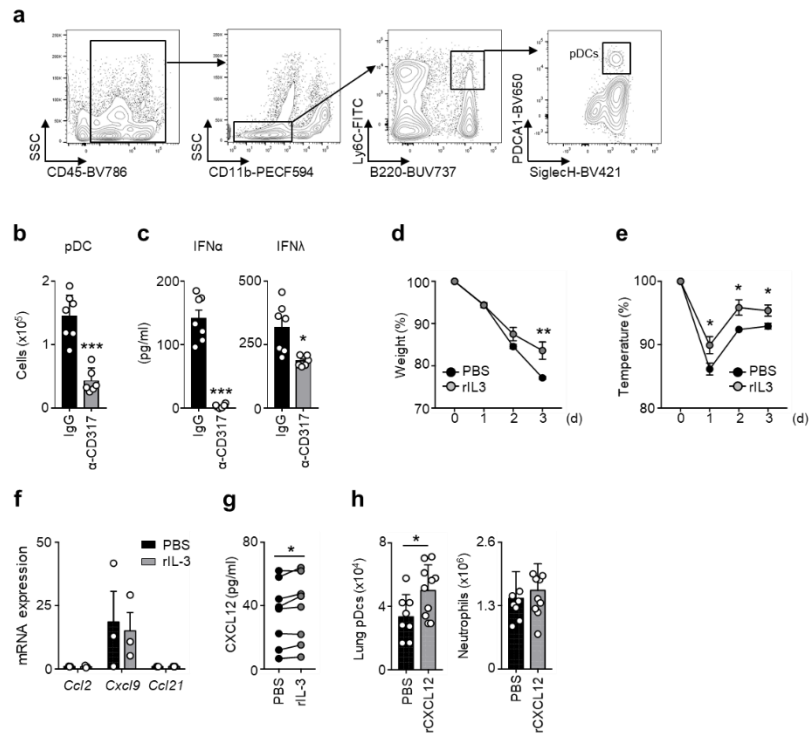 a
SSC
CD45-BV786
SSC
CD11b-PECF594
Ly6C-FITC
B220-BUV737
PDCA1-BV650
pDCs
SiglecH-BV421
b
pDC
Cells (x10⁵)
2
1
0
***
IgG
α-CD317
c
IFNα
(pg/ml)
200
100
0
***
IgG
α-CD317
IFNλ
500
250
0
*
IgG
α-CD317
d
Weight (%)
100
90
80
70
**
PBS
rIL3
0 1 2 3 (d)
e
Temperature (%)
100
90
80
* * *
PBS
rIL3
0 1 2 3 (d)
f
mRNA expression
50
25
0
PBS
rIL-3
Ccl2 Cxcl9 Ccl21
g
CXCL12 (pg/ml)
80
40
0
*
PBS
rIL-3
h
Lung pDcs (x10⁴)
8
4
0
*
PBS
rCXCL12
Neutrophils (x10⁶)
2.6
1.3
0
PBS
rCXCL12